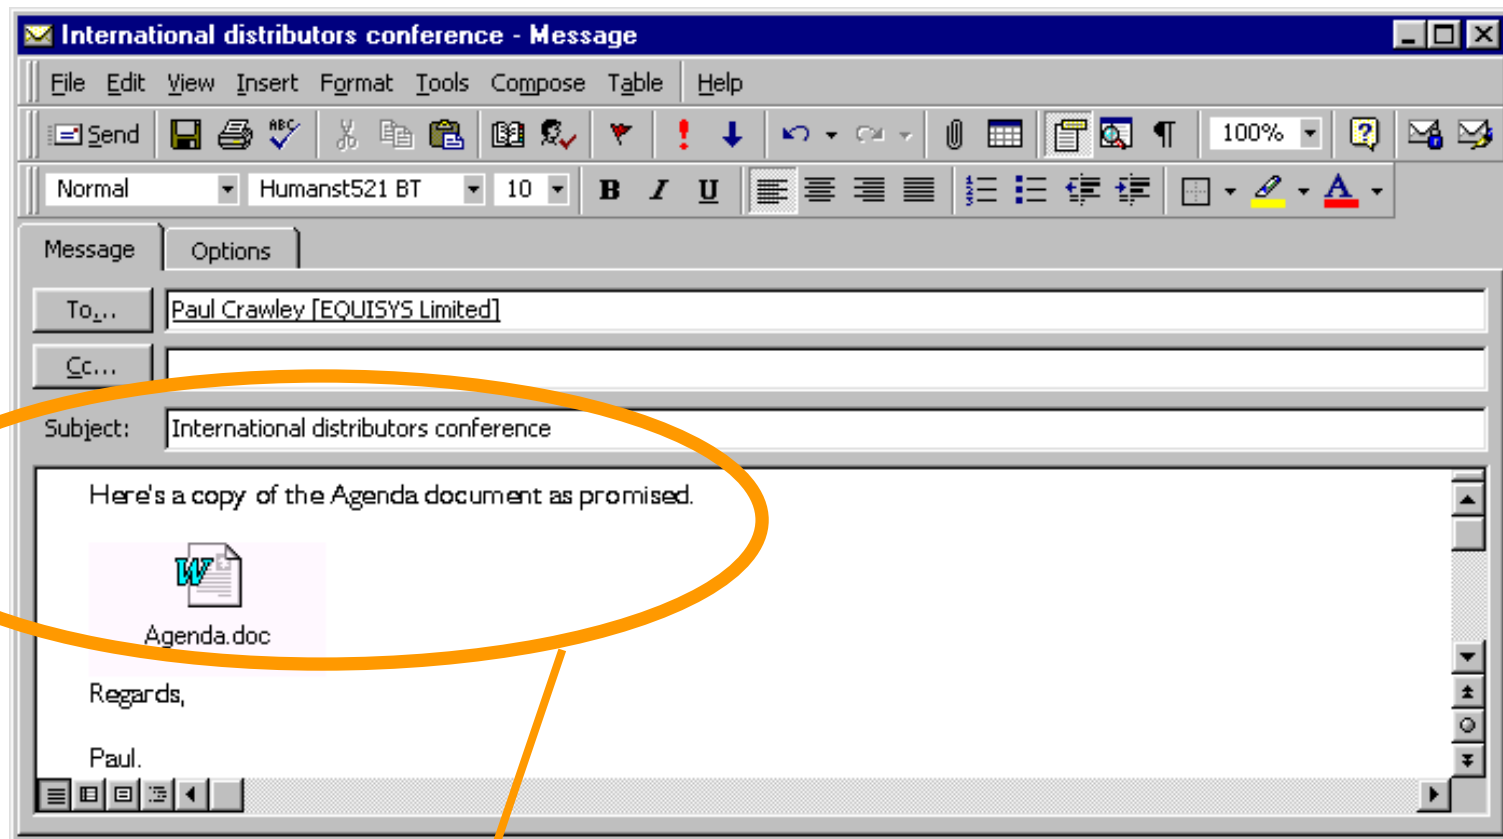 International distributors conference - Message
File Edit View Insert Format Tools Compose Table Help
Send ABC 100%
Normal Humanst521 BT 10 B I U A
Message Options
To... Paul Crawley [EQUISYS Limited]
Cc...
Subject: International distributors conference
Here's a copy of the Agenda document as promised.
W
Agenda.doc
Regards,
Paul.